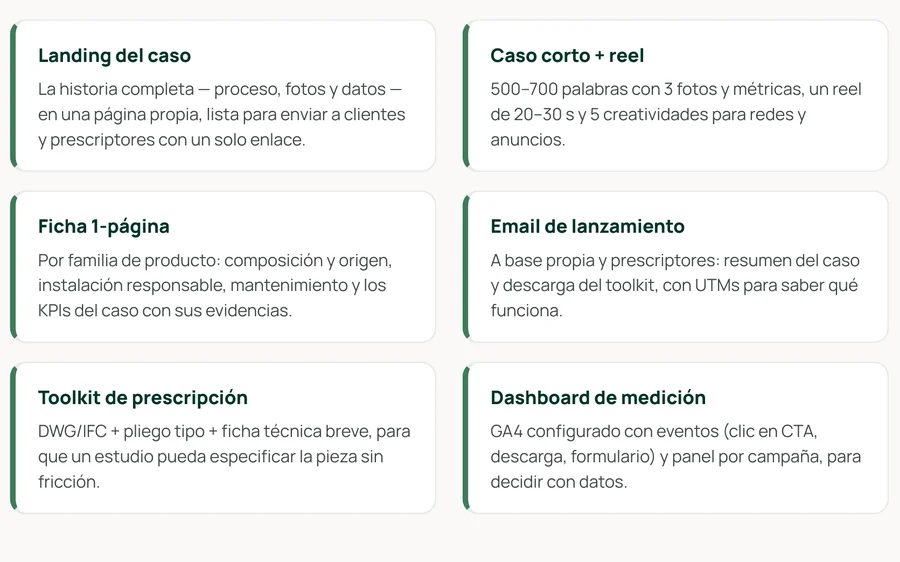 Landing del caso
La historia completa — proceso, fotos y datos —
en una página propia, lista para enviar a clientes
y prescriptores con un solo enlace.
Caso corto + reel
500–700 palabras con 3 fotos y métricas, un reel
de 20–30 s y 5 creatividades para redes y
anuncios.
Ficha 1-página
Por familia de producto: composición y origen,
instalación responsable, mantenimiento y los
KPIs del caso con sus evidencias.
Email de lanzamiento
A base propia y prescriptores: resumen del caso
y descarga del toolkit, con UTMs para saber qué
funciona.
Toolkit de prescripción
DWG/IFC + pliego tipo + ficha técnica breve, para
que un estudio pueda especificar la pieza sin
fricción.
Dashboard de medición
GA4 configurado con eventos (clic en CTA,
descarga, formulario) y panel por campaña, para
decidir con datos.